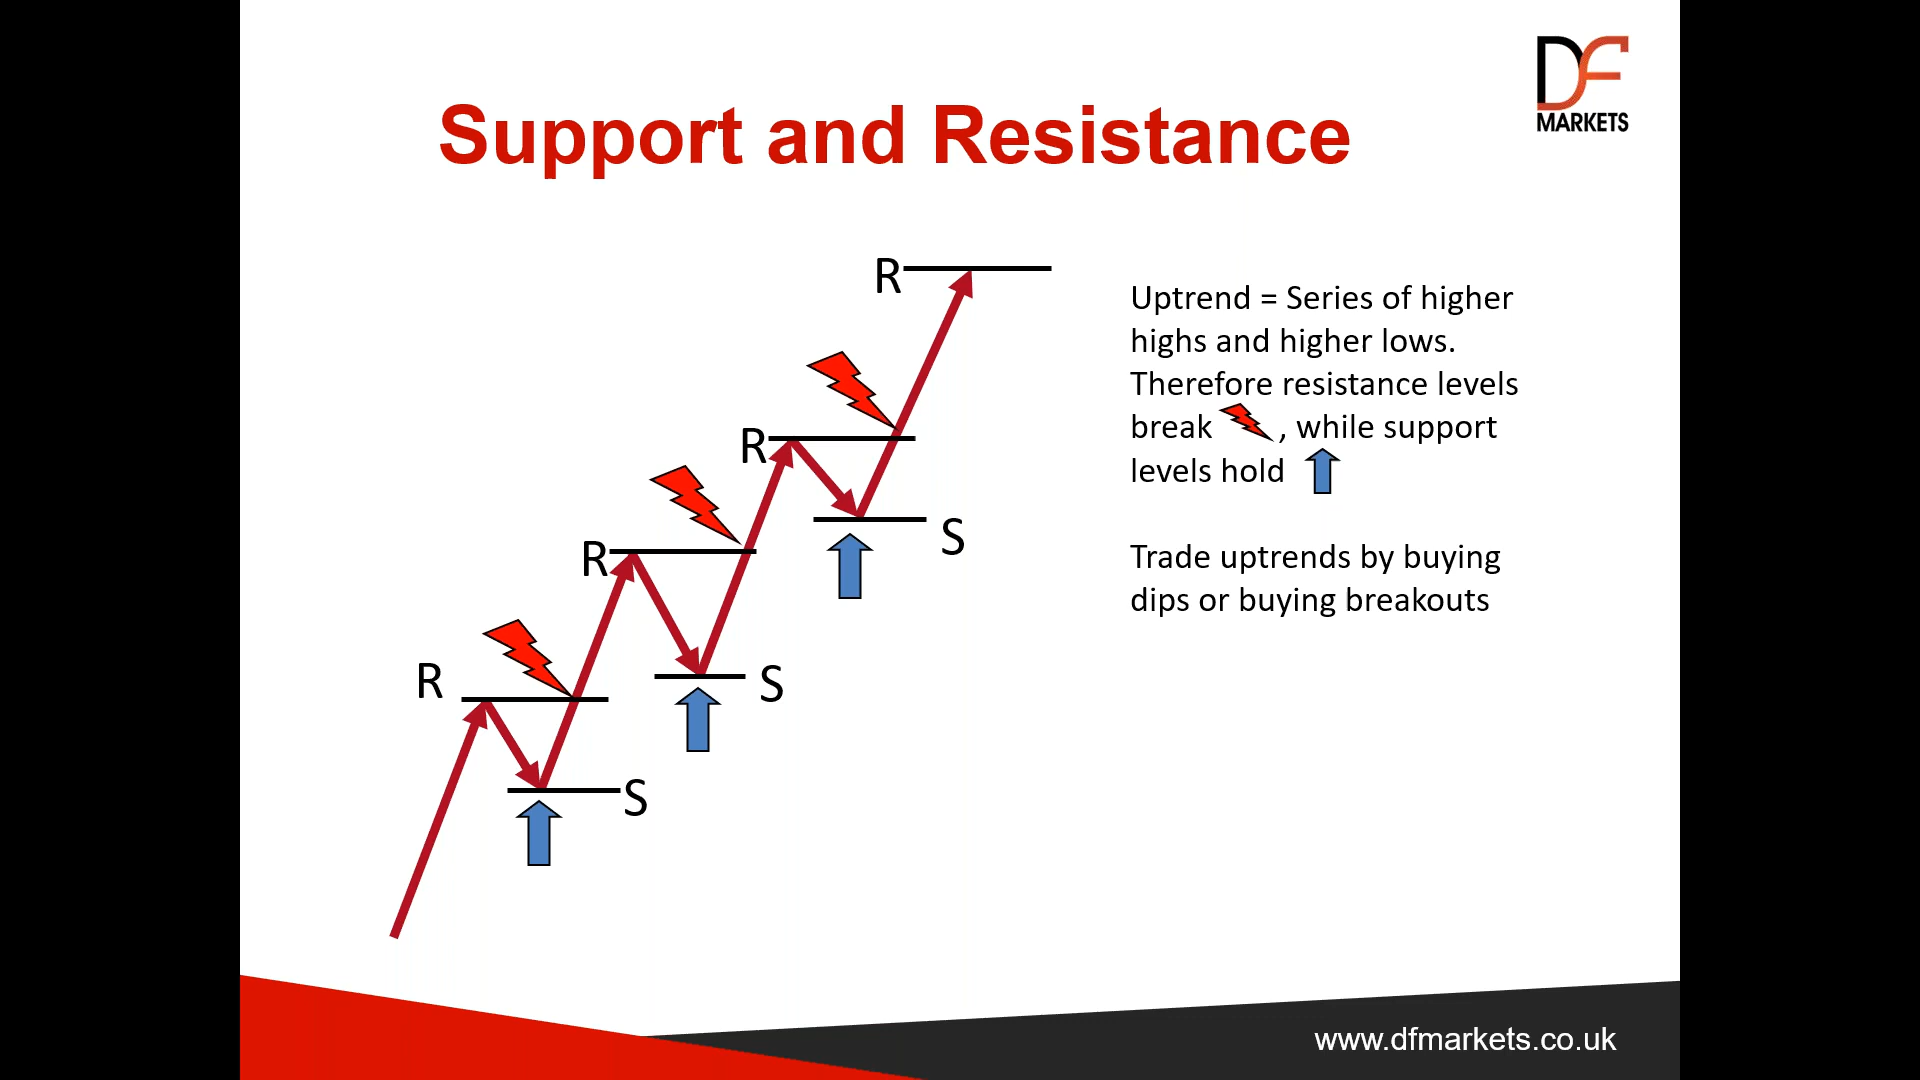 DF
MARKETS
Support and Resistance
R
R
R
R
S
S
S
Uptrend = Series of higher
highs and higher lows.
Therefore resistance levels
break , while support
levels hold
Trade uptrends by buying
dips or buying breakouts
www.dfmarkets.co.uk